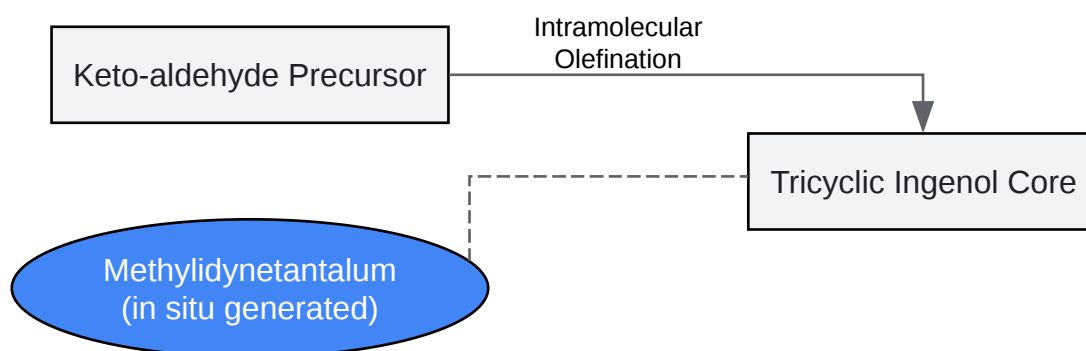 Intramolecular
Olefination
Keto-aldehyde Precursor
Tricyclic Ingenol Core
Methylidynetantalum
(in situ generated)